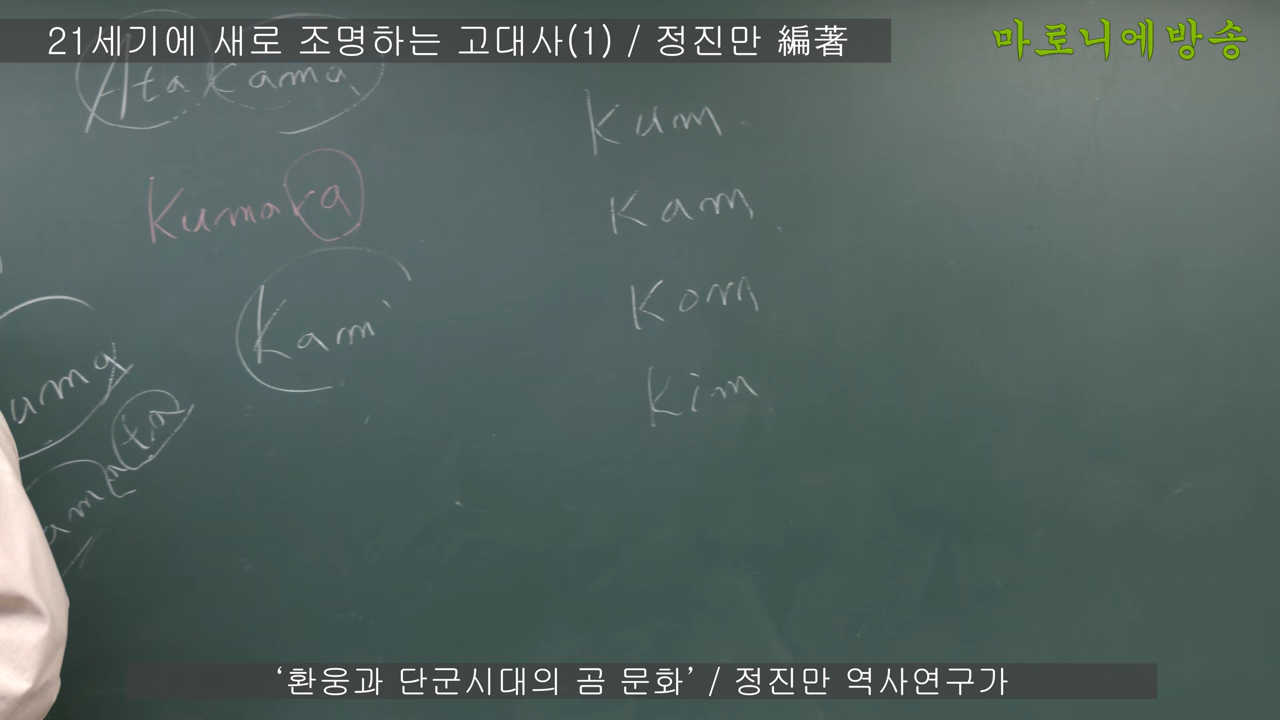 21세기에 새로 조명하는 고대사(1) / 정진만 編著
마로니에방송
Atakama
Kumara
Kami
uma
ta
Kum
Kam
Kom
Kim
‘환웅과 단군시대의 곰 문화’ / 정진만 역사연구가